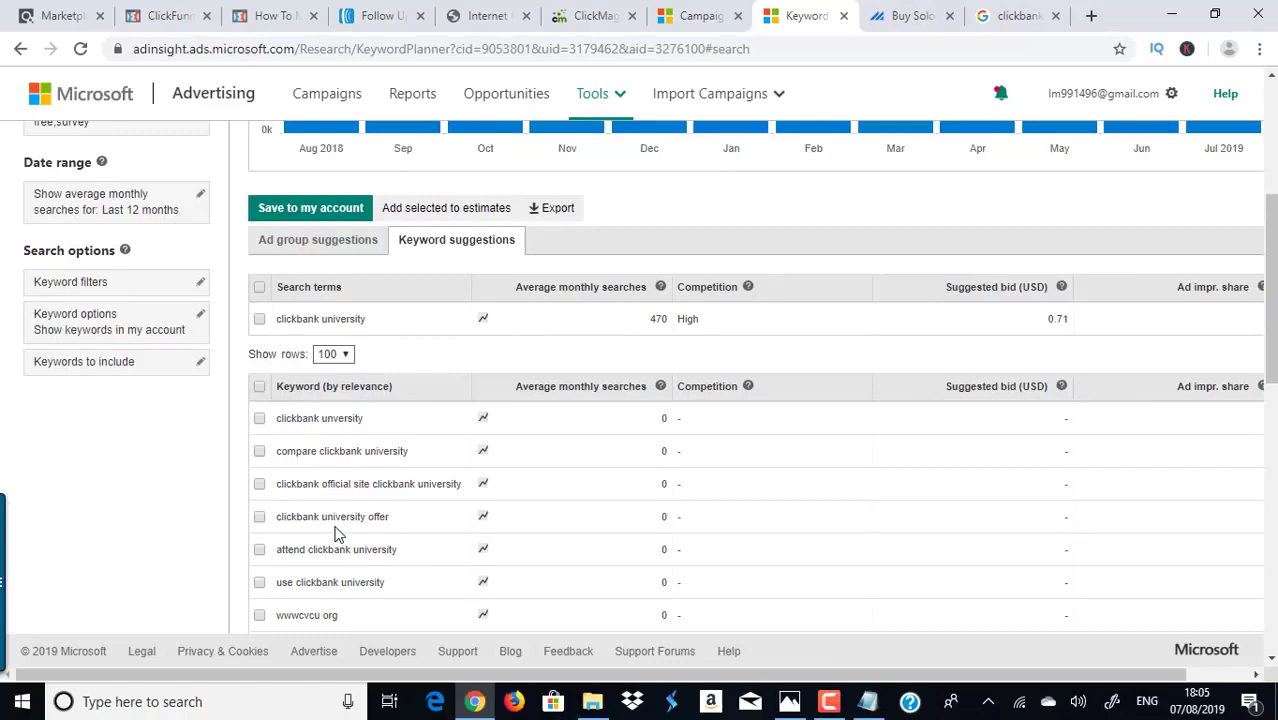 Marketpl
ClickFunn
How To M
Follow U
Internet
ClickMag
Campaig
Keyword
Buy Solo
clickbank
adinsight.ads.microsoft.com/Research/KeywordPlanner?cid=9053801&uid=3179462&aid=3276100#search
Microsoft
Advertising
Campaigns
Reports
Opportunities
Tools
Import Campaigns
lm991496@gmail.com
Help
free,survey
0k
Aug 2018 Sep Oct Nov Dec Jan Feb Mar Apr May Jun Jul 2019
Date range
Show average monthly
searches for: Last 12 months
Search options
Keyword filters
Keyword options
Show keywords in my account
Keywords to include
Save to my account Add selected to estimates Export
Ad group suggestions Keyword suggestions
Search terms Average monthly searches Competition Suggested bid (USD) Ad impr. share
clickbank university 470 High 0.71
Show rows: 100
Keyword (by relevance) Average monthly searches Competition Suggested bid (USD) Ad impr. share
clickbank unversity 0 - -
compare clickbank university 0 - -
clickbank official site clickbank university 0 - -
clickbank university offer 0 - -
attend clickbank university 0 - -
use clickbank university 0 - -
wwwcvcu org 0 - -
© 2019 Microsoft Legal Privacy & Cookies Advertise Developers Support Blog Feedback Support Forums Help
Microsoft
Type here to search
ENG
18:05
07/08/2019